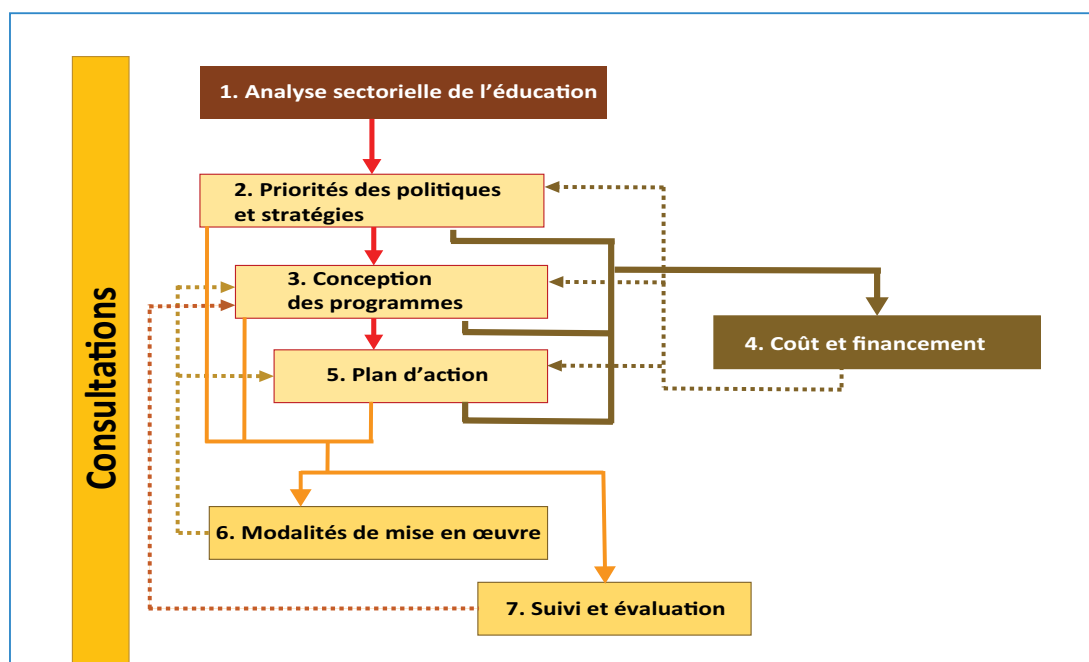 Consultations
1. Analyse sectorielle de l’éducation
2. Priorités des politiques
et stratégies
3. Conception
des programmes
4. Coût et financement
5. Plan d’action
6. Modalités de mise en œuvre
7. Suivi et évaluation